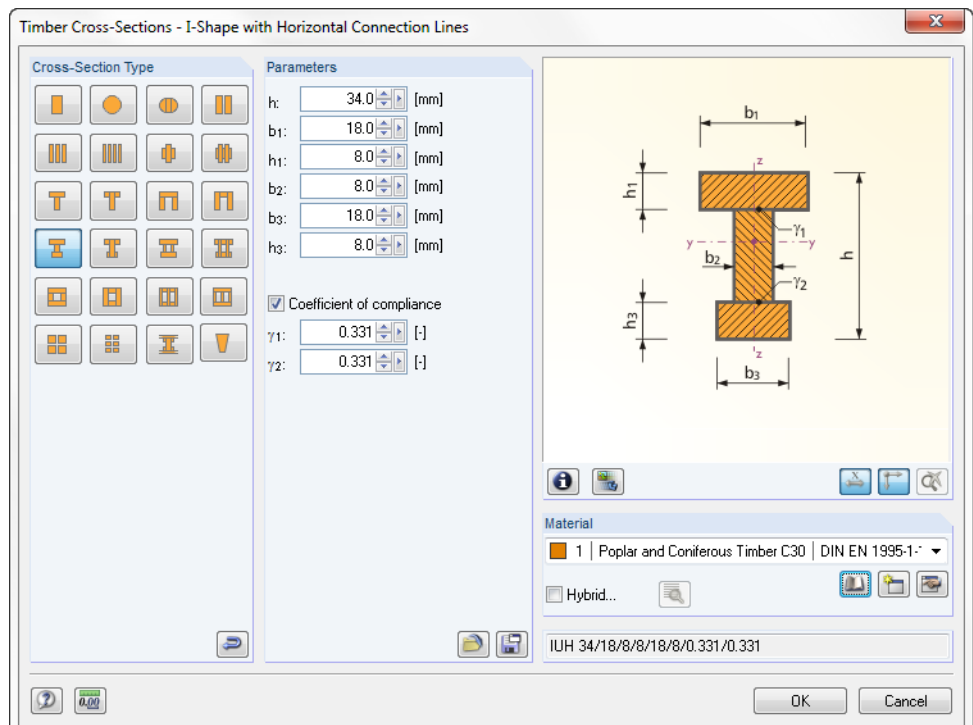 Timber Cross-Sections - I-Shape with Horizontal Connection Lines
Cross-Section Type
Parameters
h: 34.0 [mm]
b1: 18.0 [mm]
h1: 8.0 [mm]
b2: 8.0 [mm]
b3: 18.0 [mm]
h3: 8.0 [mm]
Coefficient of compliance
γ1: 0.331 [-]
γ2: 0.331 [-]
b1
z
h1
γ1
y
y
h
b2
γ2
h3
z
b3
x
Material
1 Poplar and Coniferous Timber C30 DIN EN 1995-1-
Hybrid...
IUH 34/18/8/8/18/8/0.331/0.331
0.00
OK
Cancel